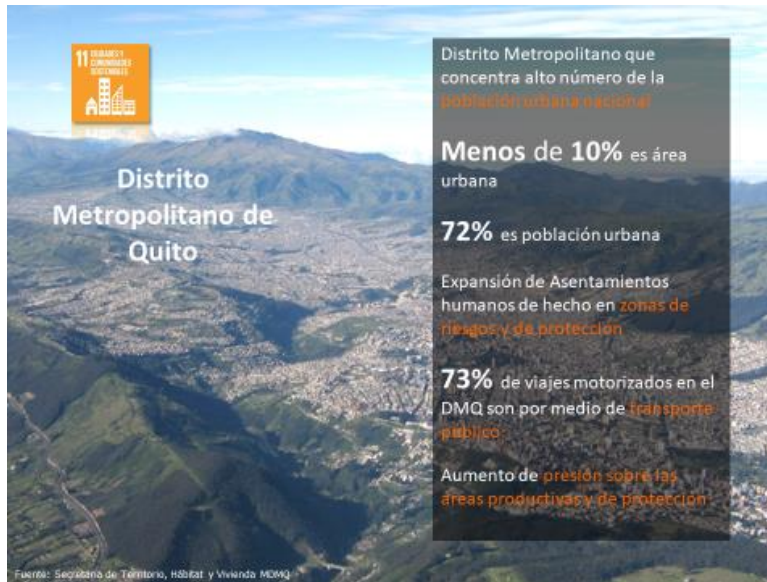 11 CIUDADES Y
COMUNIDADES
SOSTENIBLES
Distrito
Metropolitano de
Quito
Distrito Metropolitano que
concentra alto número de la
población urbana nacional
Menos de 10% es área
urbana
72% es población urbana
Expansión de Asentamientos
humanos de hecho en zonas de
riesgos y de protección
73% de viajes motorizados en el
DMQ son por medio de transporte
público
Aumento de presión sobre las
áreas productivas y de protección
Fuente: Secretaria de Territorio, Hábitat y Vivienda MDMQ